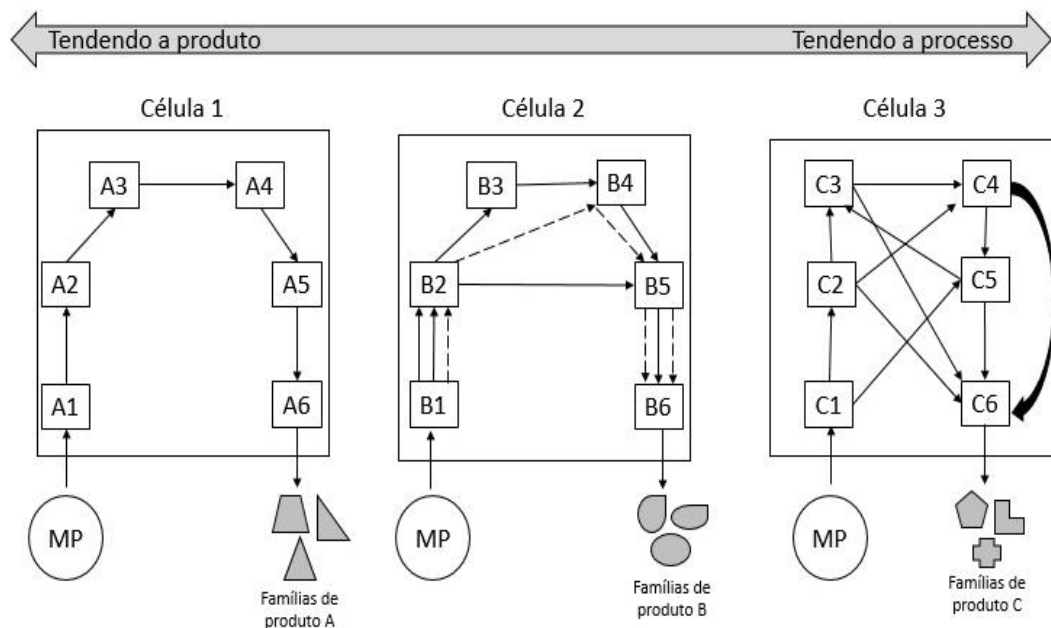 Tendendo a produto
Tendendo a processo
Célula 1
Célula 2
Célula 3
A3
A4
A2
A5
A1
A6
MP
Famílias de
produto A
B3
B4
B2
B5
B1
B6
MP
Famílias de
produto B
C3
C4
C2
C5
C1
C6
MP
Famílias de
produto C